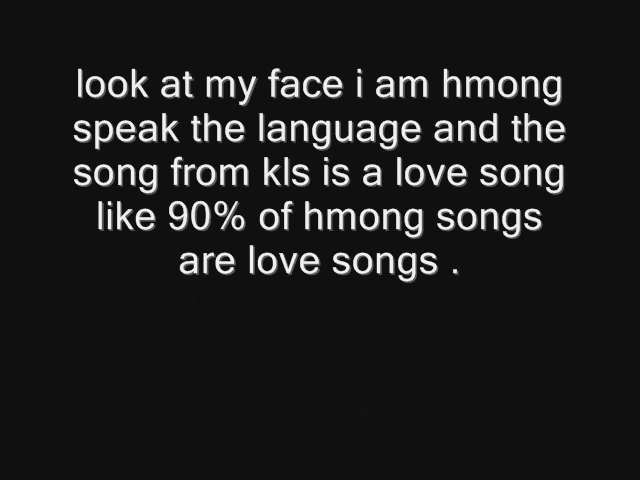 look at my face i am hmong
speak the language and the
song from kls is a love song
like 90% of hmong songs
are love songs .